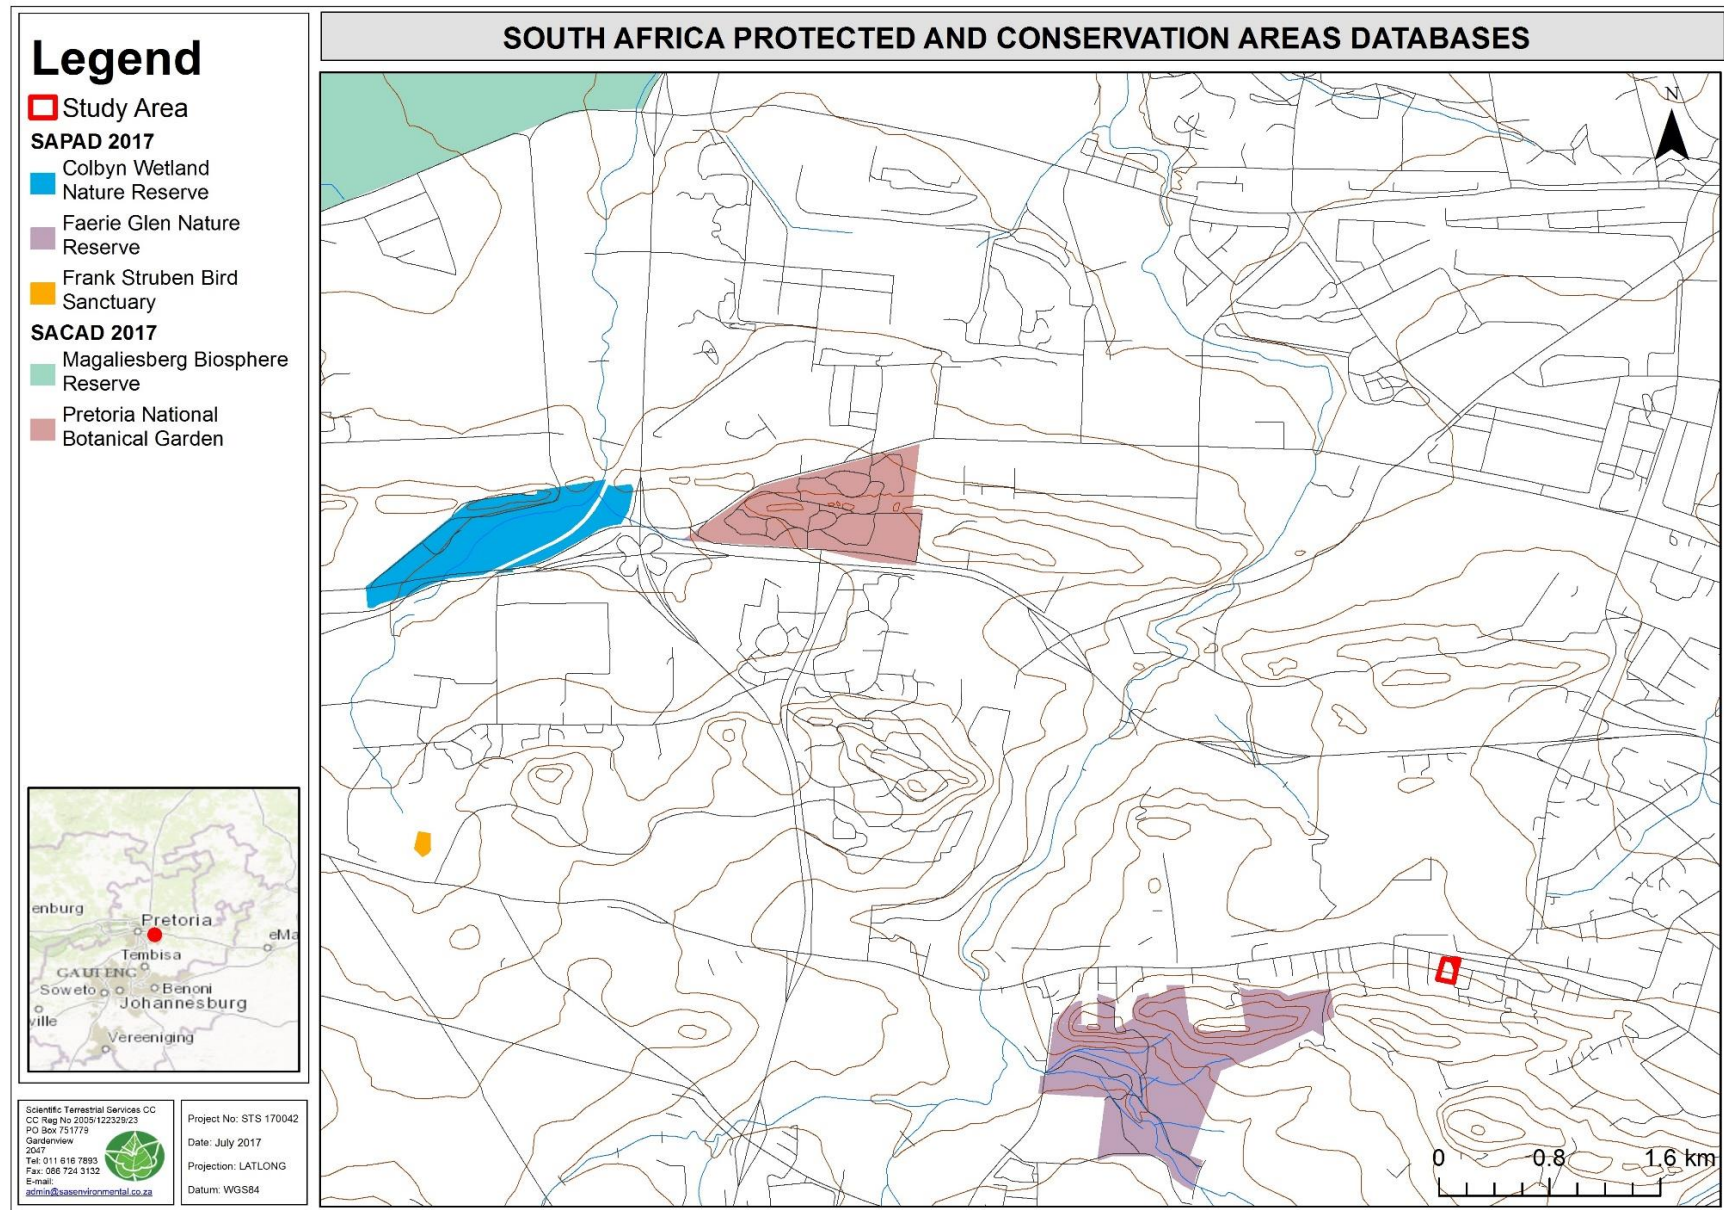 SOUTH AFRICA PROTECTED AND CONSERVATION AREAS DATABASES
Legend
Study Area
SAPAD 2017
Colbyn Wetland
Nature Reserve
Faerie Glen Nature
Reserve
Frank Struben Bird
Sanctuary
SACAD 2017
Magaliesberg Biosphere
Reserve
Pretoria National
Botanical Garden
N
enburg
Pretoria
eMa
Tembisa
GAUTENG
Soweto
Benoni
Johannesburg
ville
Vereeniging
Scientific Terrestrial Services CC
CC Reg No 2005/122329/23
PO Box 751779
Gardenview
2047
Tel: 011 616 7893
Fax: 086 724 3132
E-mail:
admin@sasenvironmental.co.za
Project No: STS 170042
Date: July 2017
Projection: LATLONG
Datum: WGS84
0 0.8 1.6 km